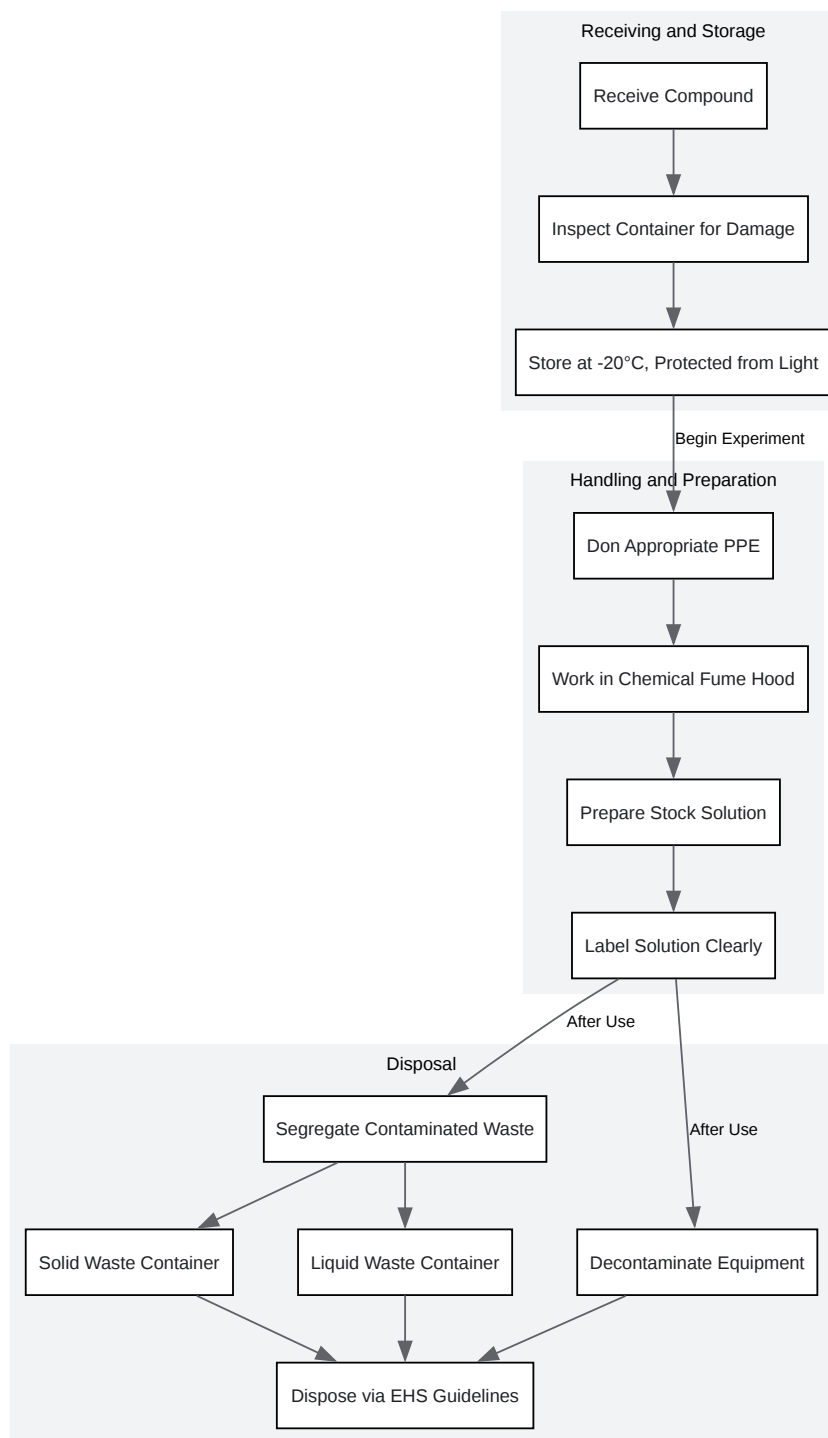 Receiving and Storage
Receive Compound
Inspect Container for Damage
Store at -20°C, Protected from Light
Begin Experiment
Handling and Preparation
Don Appropriate PPE
Work in Chemical Fume Hood
Prepare Stock Solution
Label Solution Clearly
After Use
Disposal
Segregate Contaminated Waste
After Use
Solid Waste Container
Liquid Waste Container
Decontaminate Equipment
Dispose via EHS Guidelines